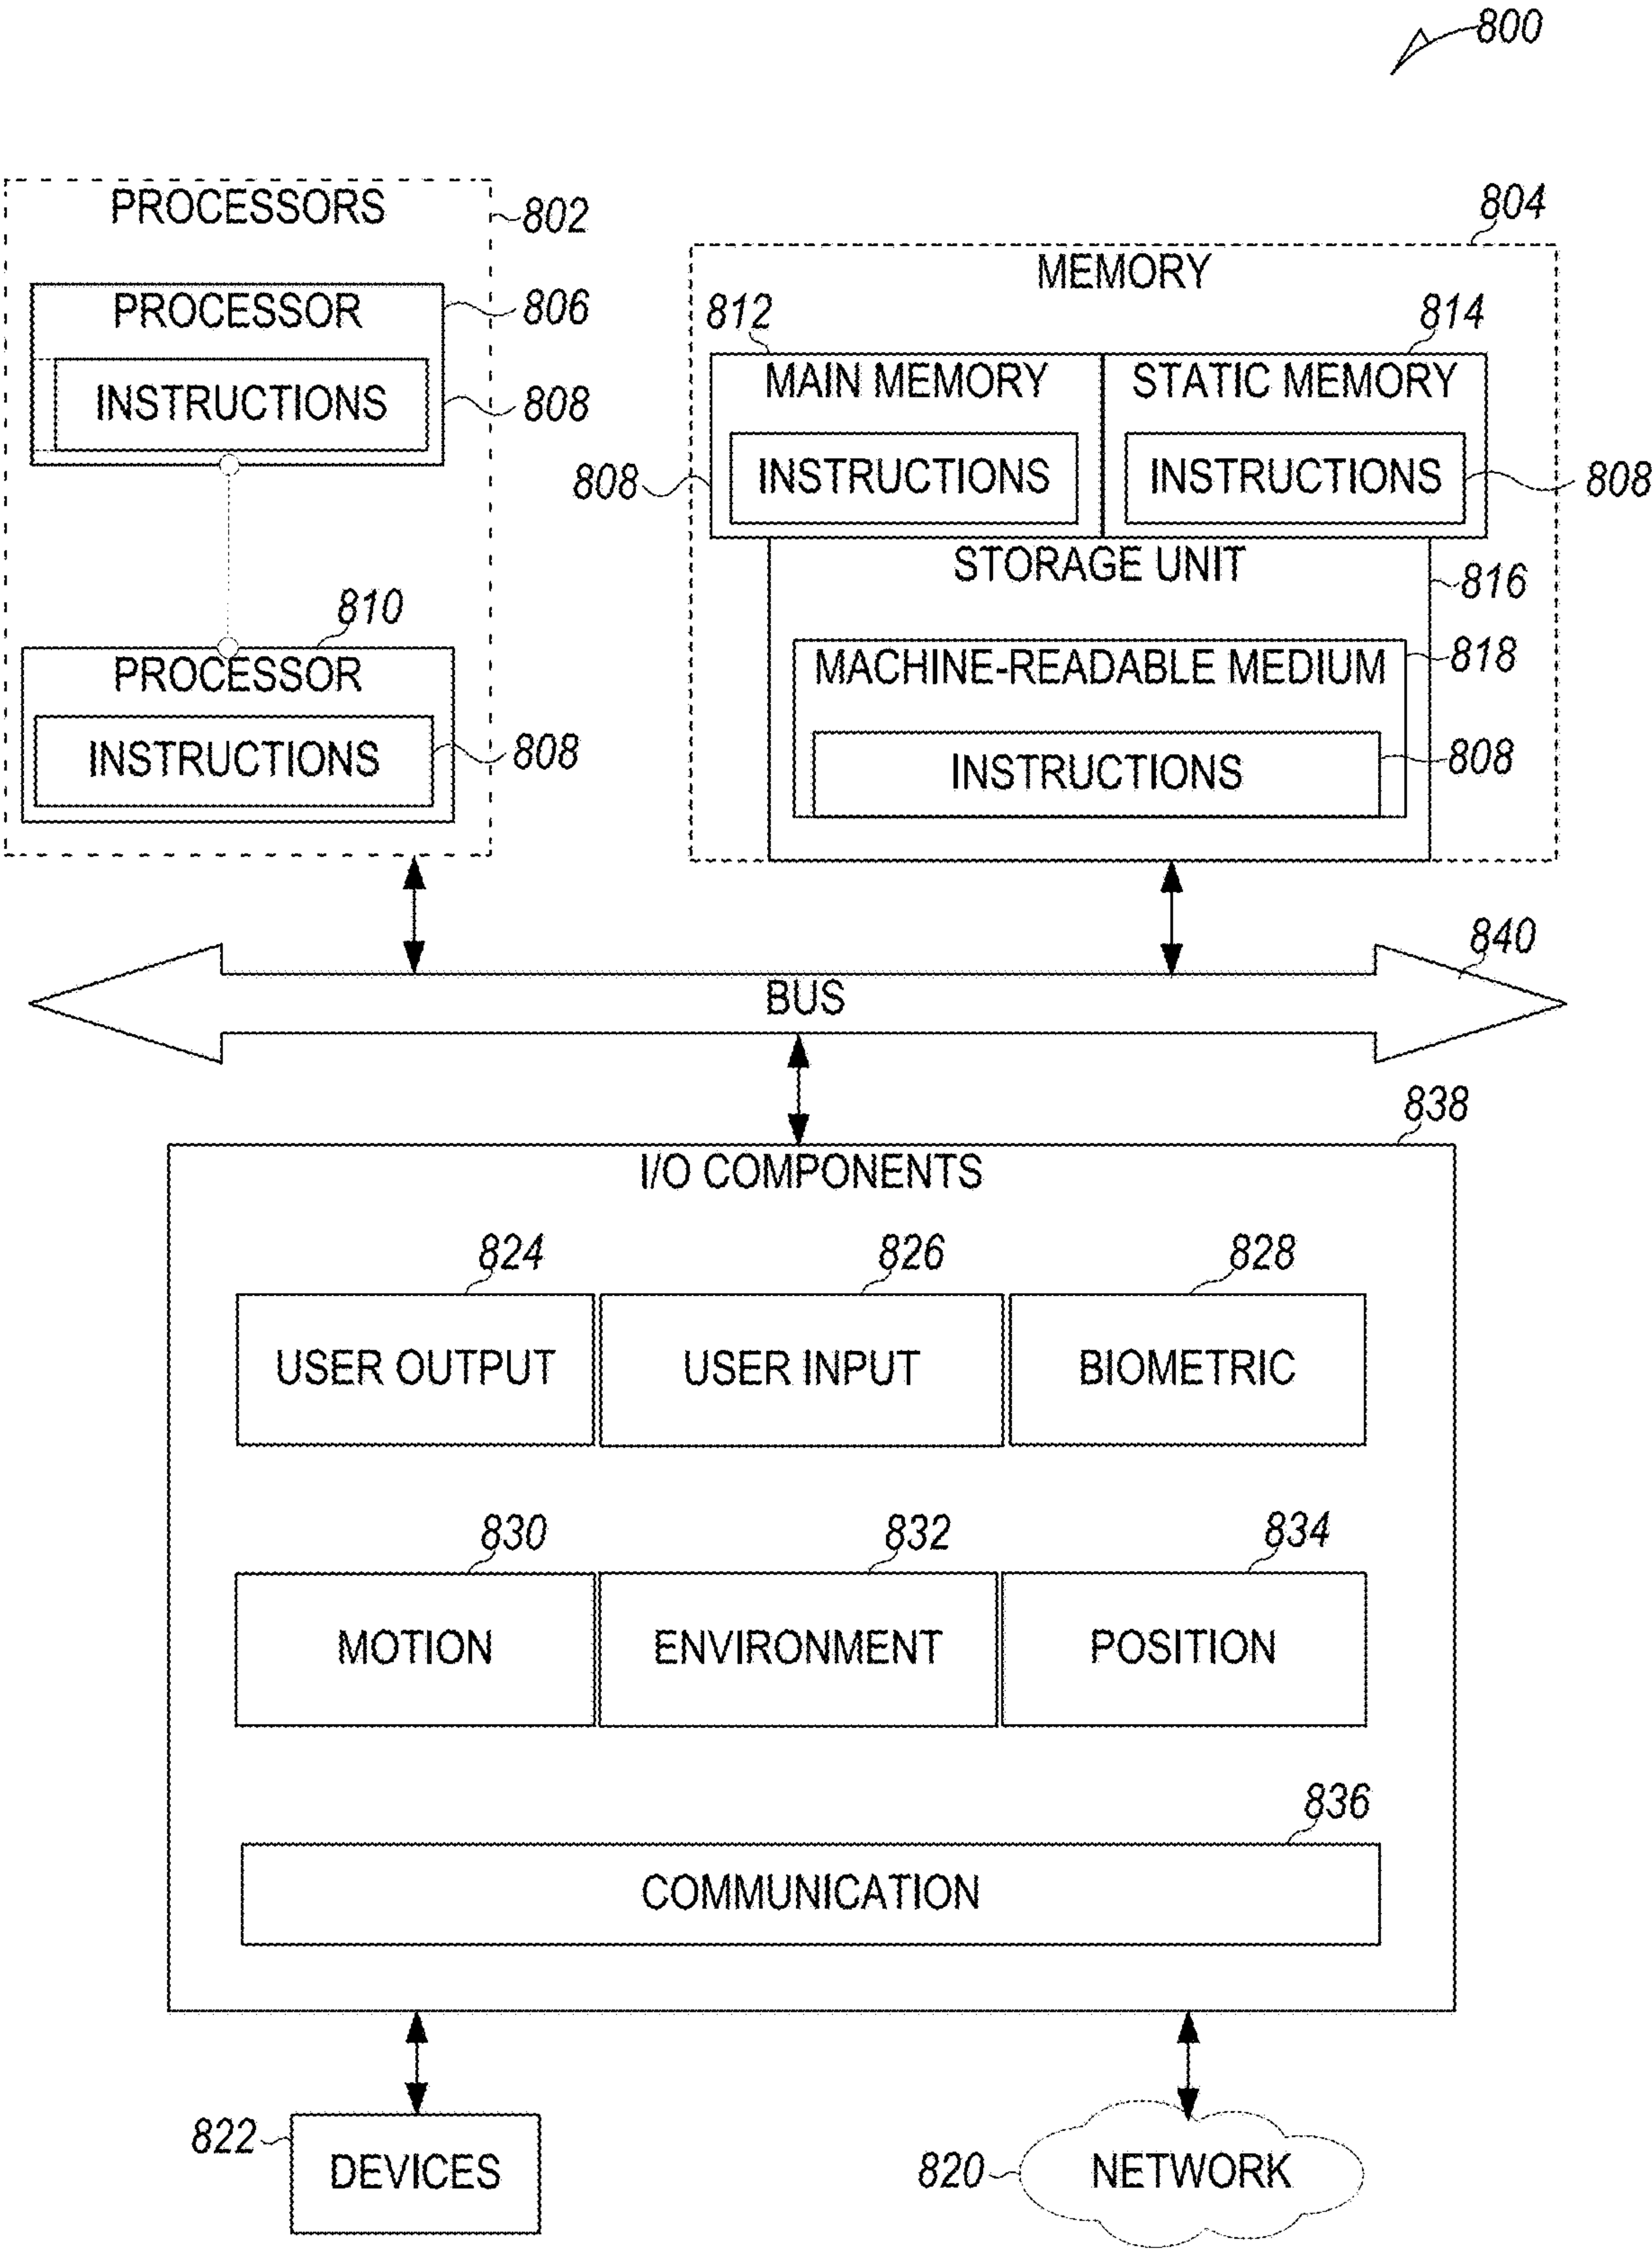 800
PROCESSORS
802
PROCESSOR
806
INSTRUCTIONS
808
810
PROCESSOR
INSTRUCTIONS
808
804
MEMORY
812
814
MAIN MEMORY
STATIC MEMORY
808
INSTRUCTIONS
INSTRUCTIONS
808
STORAGE UNIT
816
MACHINE-READABLE MEDIUM
818
INSTRUCTIONS
808
840
BUS
838
I/O COMPONENTS
824
826
828
USER OUTPUT
USER INPUT
BIOMETRIC
830
832
834
MOTION
ENVIRONMENT
POSITION
836
COMMUNICATION
822
DEVICES
820
NETWORK